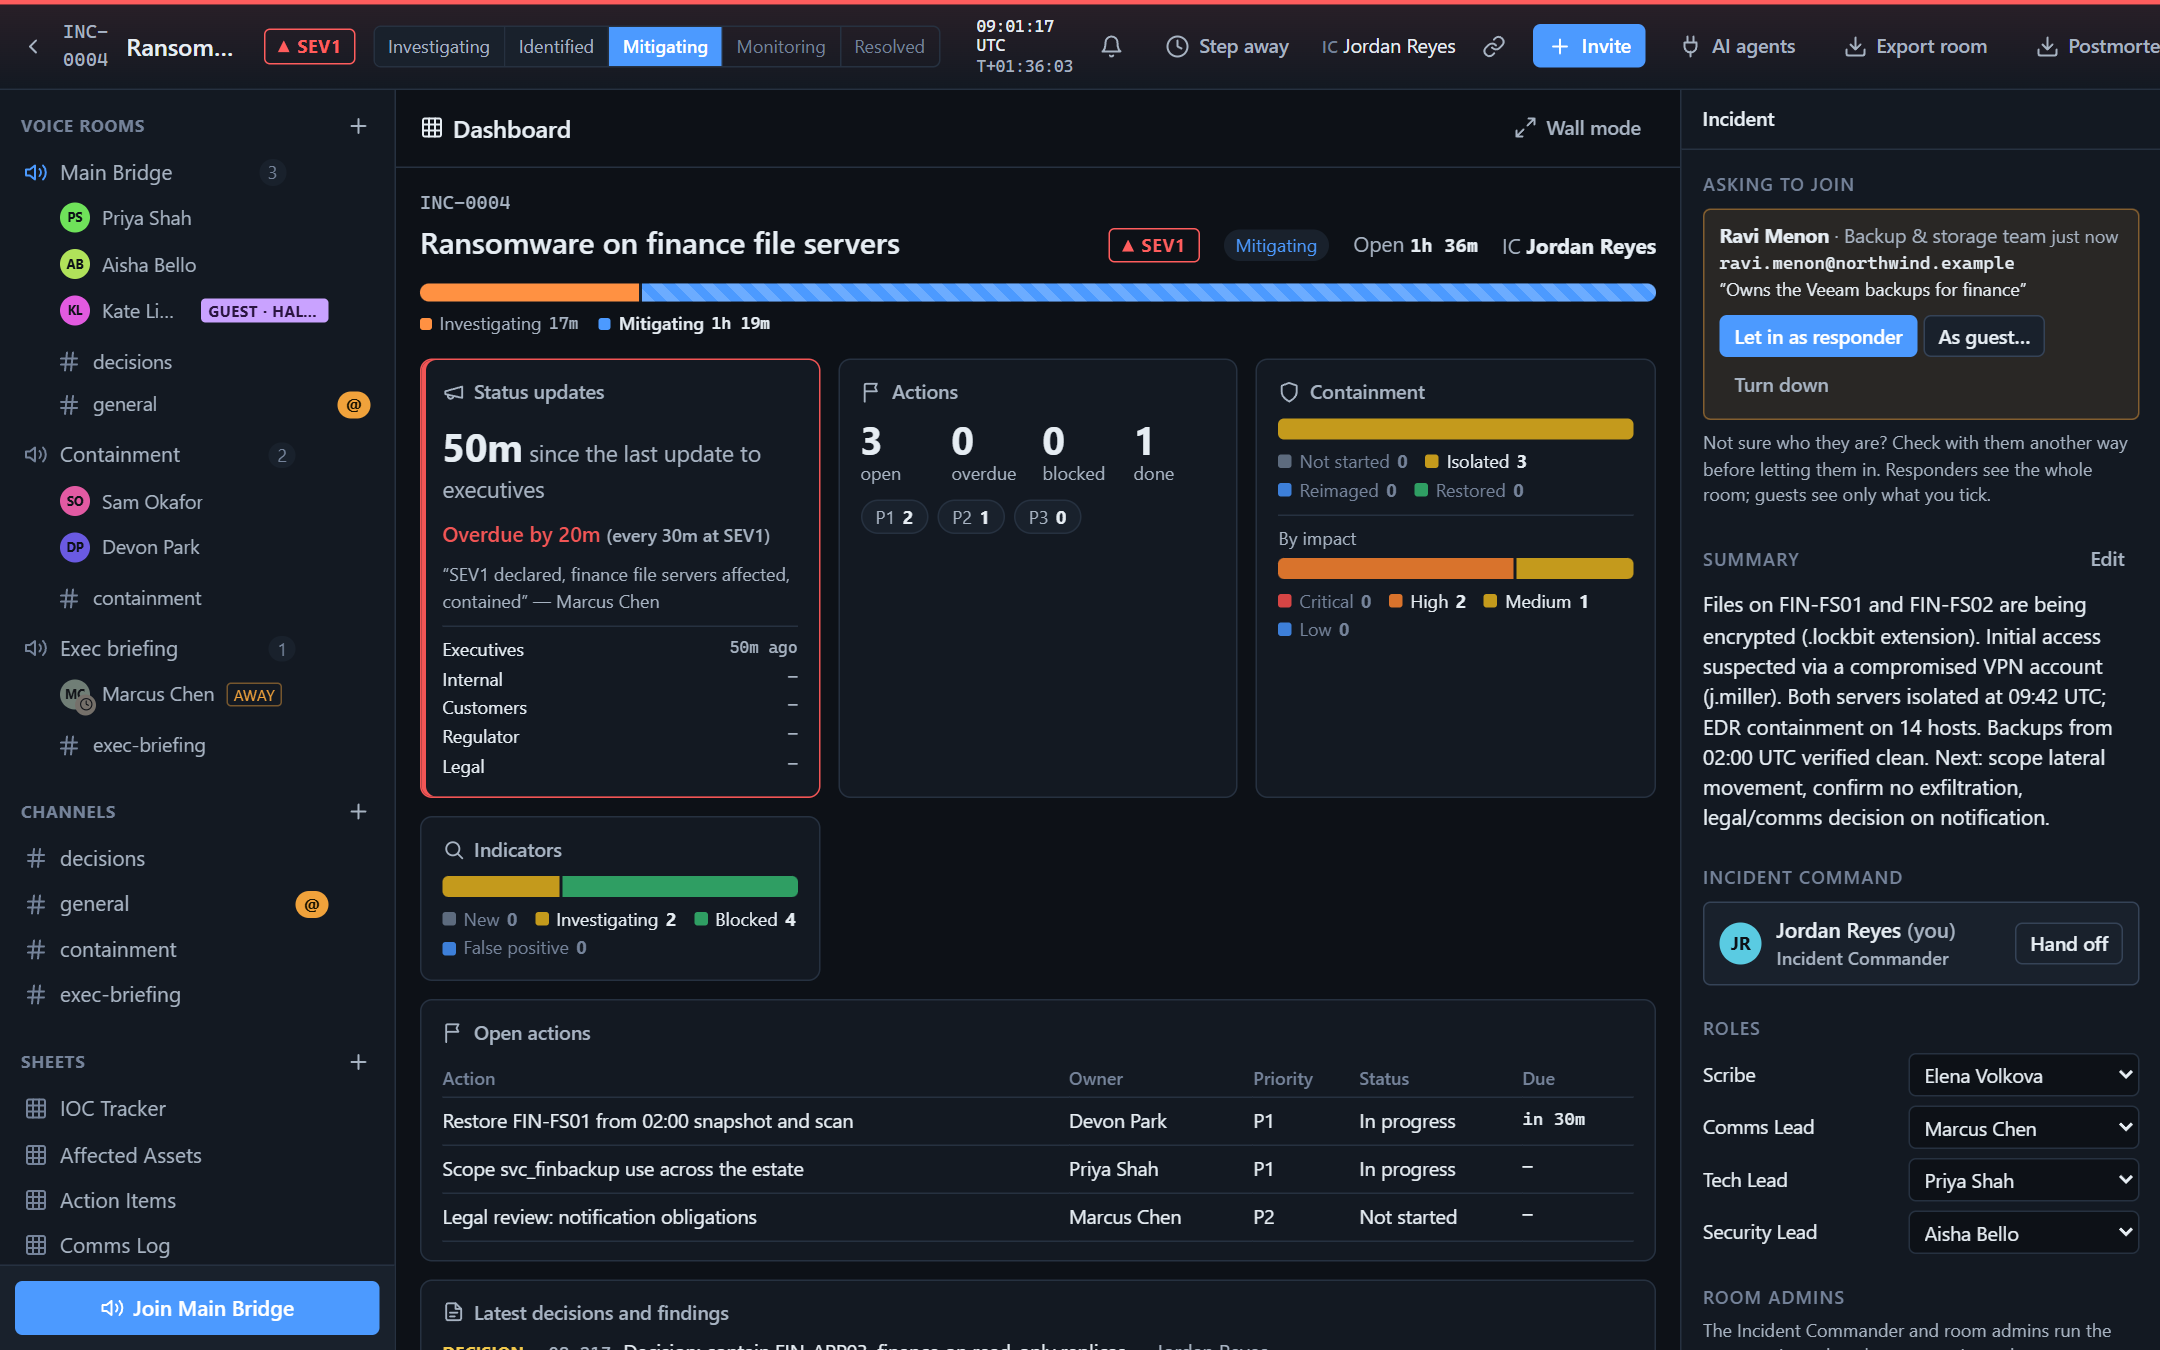 INC-0004
Ransom...
SEV1
Investigating
Identified
Mitigating
Monitoring
Resolved
09:01:17 UTC
T+01:36:03
Step away
IC Jordan Reyes
Invite
AI agents
Export room
Postmorte
VOICE ROOMS
Main Bridge 3
PS Priya Shah
AB Aisha Bello
KL Kate Li... GUEST · HAL...
# decisions
# general @
Containment 2
SO Sam Okafor
DP Devon Park
# containment
Exec briefing 1
MC Marcus Chen AWAY
# exec-briefing
CHANNELS
# decisions
# general @
# containment
# exec-briefing
SHEETS
IOC Tracker
Affected Assets
Action Items
Comms Log
Join Main Bridge
Dashboard
Wall mode
INC-0004
Ransomware on finance file servers
SEV1
Mitigating
Open 1h 36m
IC Jordan Reyes
Investigating 17m
Mitigating 1h 19m
Status updates
50m since the last update to
executives
Overdue by 20m (every 30m at SEV1)
“SEV1 declared, finance file servers affected,
contained” — Marcus Chen
Executives 50m ago
Internal –
Customers –
Regulator –
Legal –
Actions
3 open
0 overdue
0 blocked
1 done
P1 2
P2 1
P3 0
Containment
Not started 0 Isolated 3
Reimaged 0 Restored 0
By impact
Critical 0 High 2 Medium 1
Low 0
Indicators
New 0 Investigating 2 Blocked 4
False positive 0
Open actions
Action Owner Priority Status Due
Restore FIN-FS01 from 02:00 snapshot and scan Devon Park P1 In progress in 30m
Scope svc_finbackup use across the estate Priya Shah P1 In progress –
Legal review: notification obligations Marcus Chen P2 Not started –
Latest decisions and findings
Incident
ASKING TO JOIN
Ravi Menon · Backup & storage team just now
ravi.menon@northwind.example
“Owns the Veeam backups for finance”
Let in as responder
As guest...
Turn down
Not sure who they are? Check with them another way
before letting them in. Responders see the whole
room; guests see only what you tick.
SUMMARY
Edit
Files on FIN-FS01 and FIN-FS02 are being
encrypted (.lockbit extension). Initial access
suspected via a compromised VPN account
(j.miller). Both servers isolated at 09:42 UTC;
EDR containment on 14 hosts. Backups from
02:00 UTC verified clean. Next: scope lateral
movement, confirm no exfiltration,
legal/comms decision on notification.
INCIDENT COMMAND
JR
Jordan Reyes (you)
Incident Commander
Hand off
ROLES
Scribe Elena Volkova
Comms Lead Marcus Chen
Tech Lead Priya Shah
Security Lead Aisha Bello
ROOM ADMINS
The Incident Commander and room admins run the